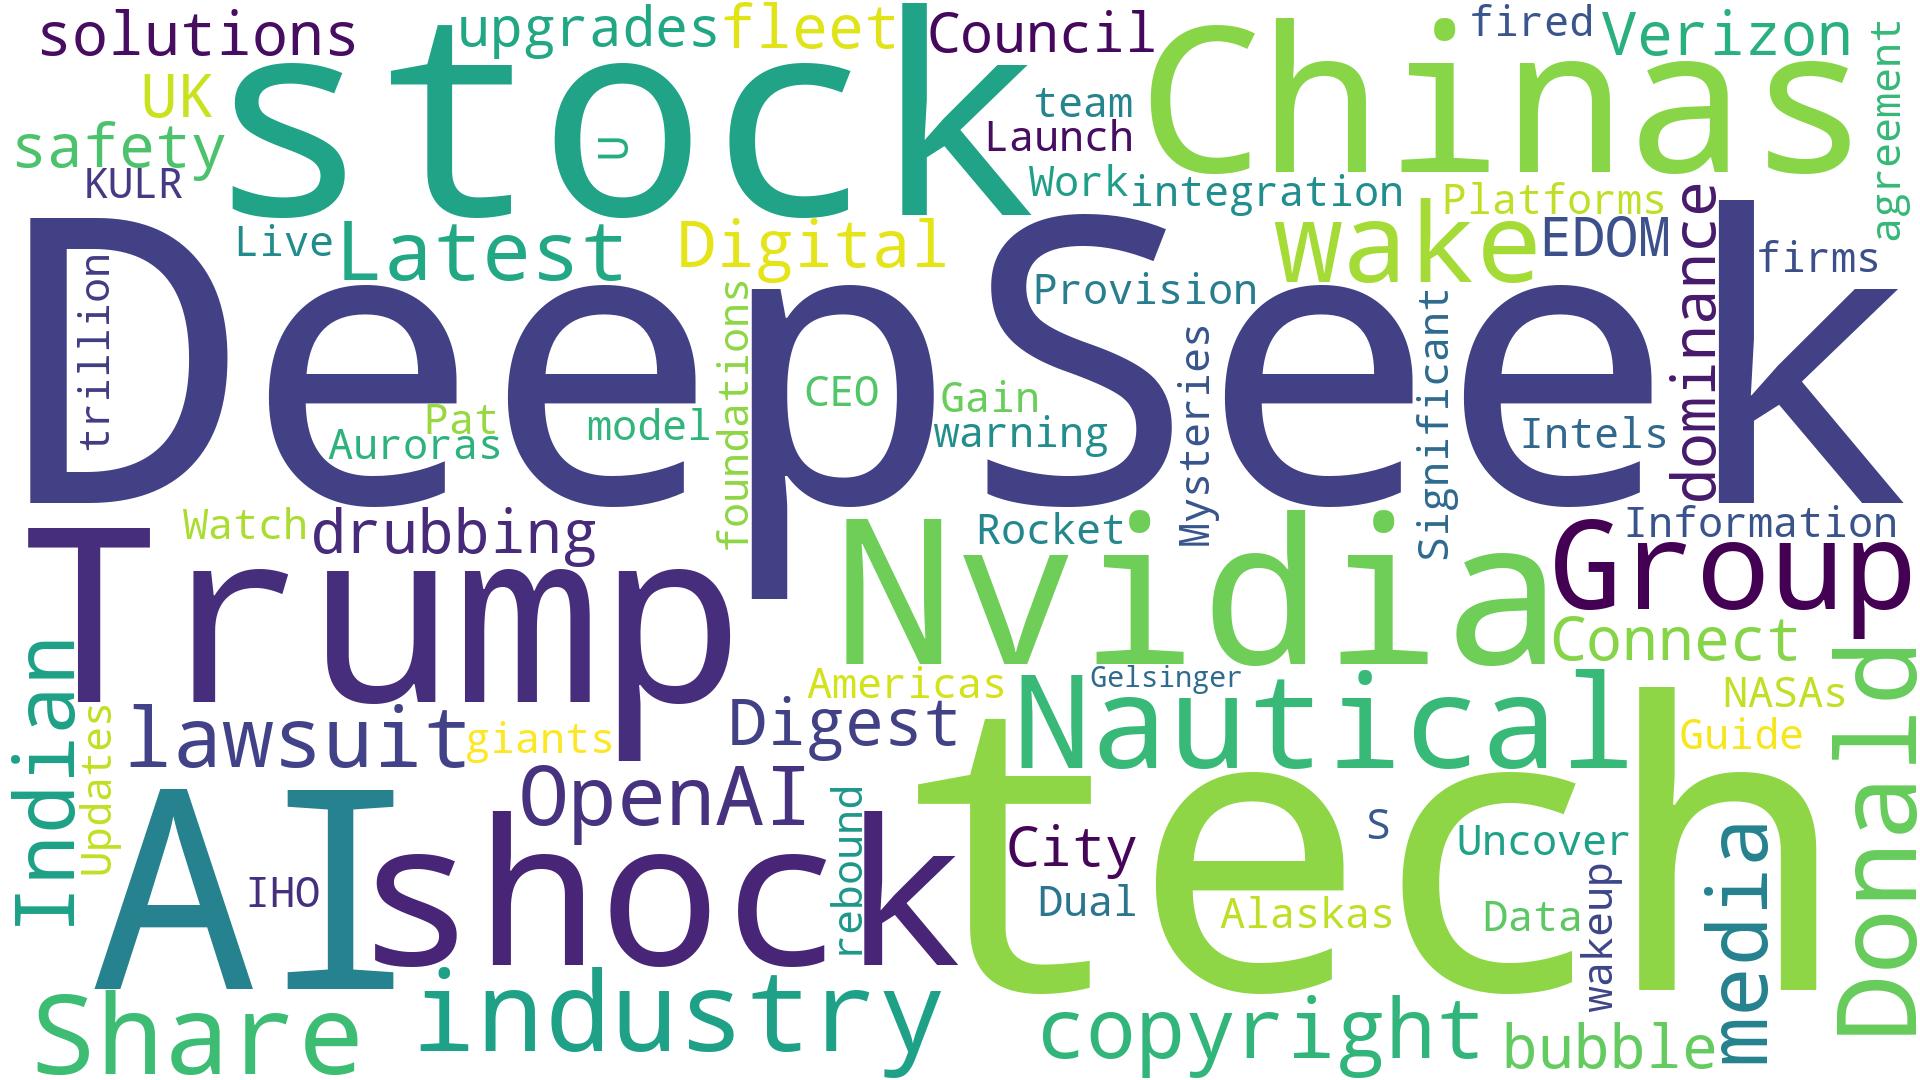 solutions
upgrades
fleet
Council
fired
Verizon
UK
stock
team
Chinas
agreement
safety
U
Launch
KULR
Work
integration
Platforms
dominance
Live
Latest
Digital
wake
EDOM
firms
trillion
DeepSeek
Provision
foundations
Mysteries
Significant
CEO
Gain
Pat
model
Auroras
warning
Intels
Watch
drubbing
Rocket
Information
Trump
Nvidia
Group
Indian
Connect
Americas
Gelsinger
Nautical
NASAs
Donald
Updates
lawsuit
giants
Digest
Guide
OpenAI
tech
AI
shock
rebound
City
S
Uncover
media
IHO
Dual
Alaskas
Data
wakeup
Share
industry
copyright
bubble